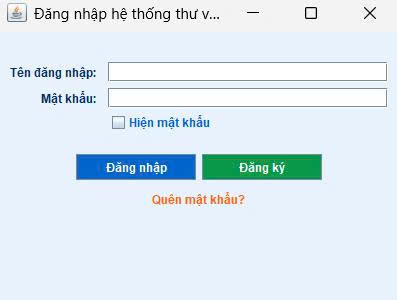 Đăng nhập hệ thống thư v...
Tên đăng nhập:
Mật khẩu:
Hiện mật khẩu
Đăng nhập Đăng ký
Quên mật khẩu?